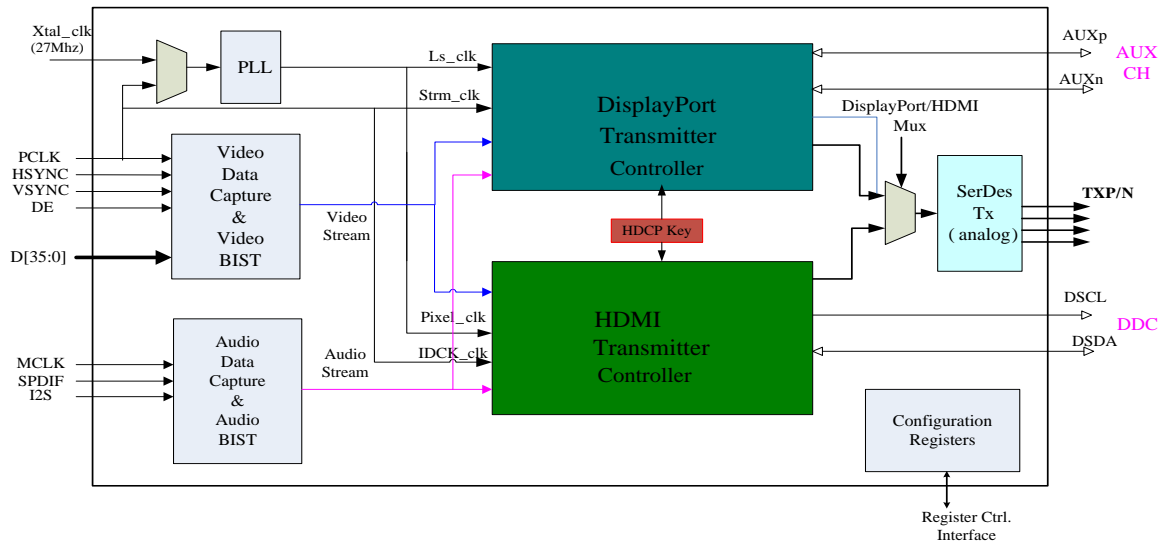 Xtal_clk
(27Mhz)
PLL
Ls_clk
Strm_clk
DisplayPort
Transmitter
Controller
AUXp
AUX
CH
AUXn
DisplayPort/HDMI
Mux
PCLK
HSYNC
VSYNC
DE
D[35:0]
Video
Data
Capture
&
Video
BIST
Video
Stream
HDCP Key
SerDes
Tx
( analog)
TXP/N
Pixel_clk
IDCK_clk
HDMI
Transmitter
Controller
DSCL
DDC
DSDA
MCLK
SPDIF
I2S
Audio
Data
Capture
&
Audio
BIST
Audio
Stream
Configuration
Registers
Register Ctrl.
Interface